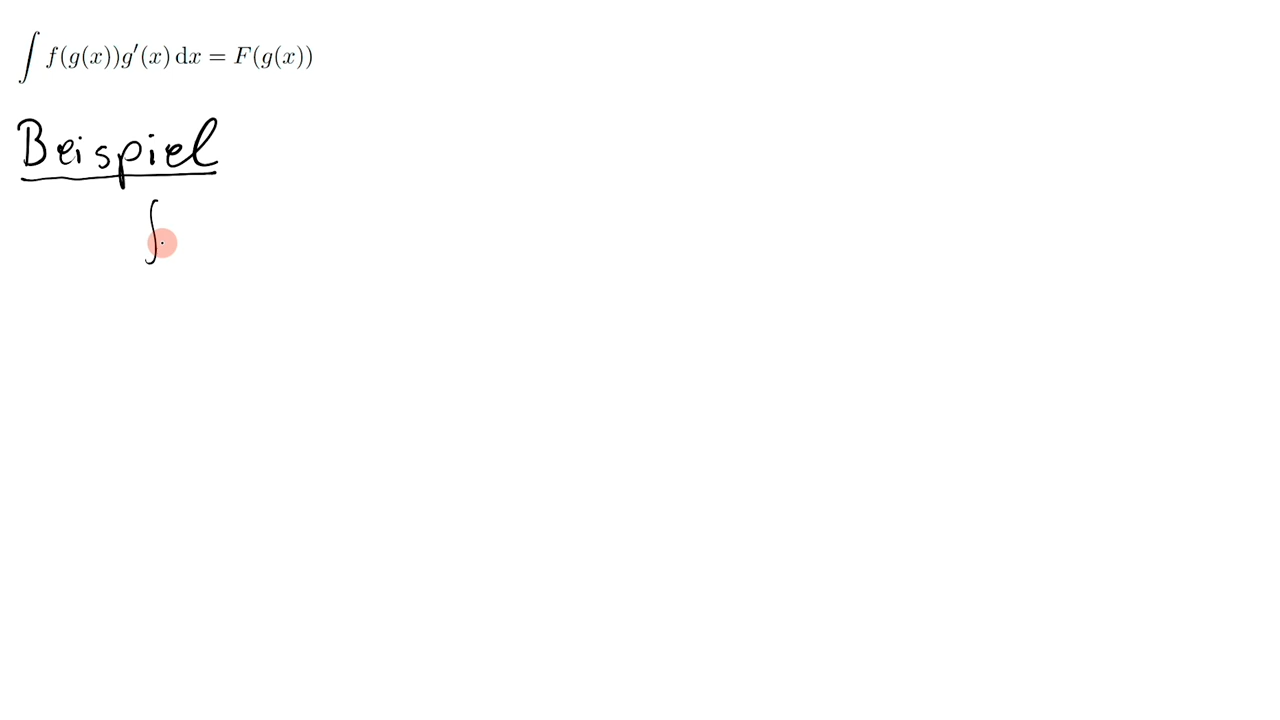 ∫ f(g(x))g′(x) dx = F(g(x))
Beispiel
∫